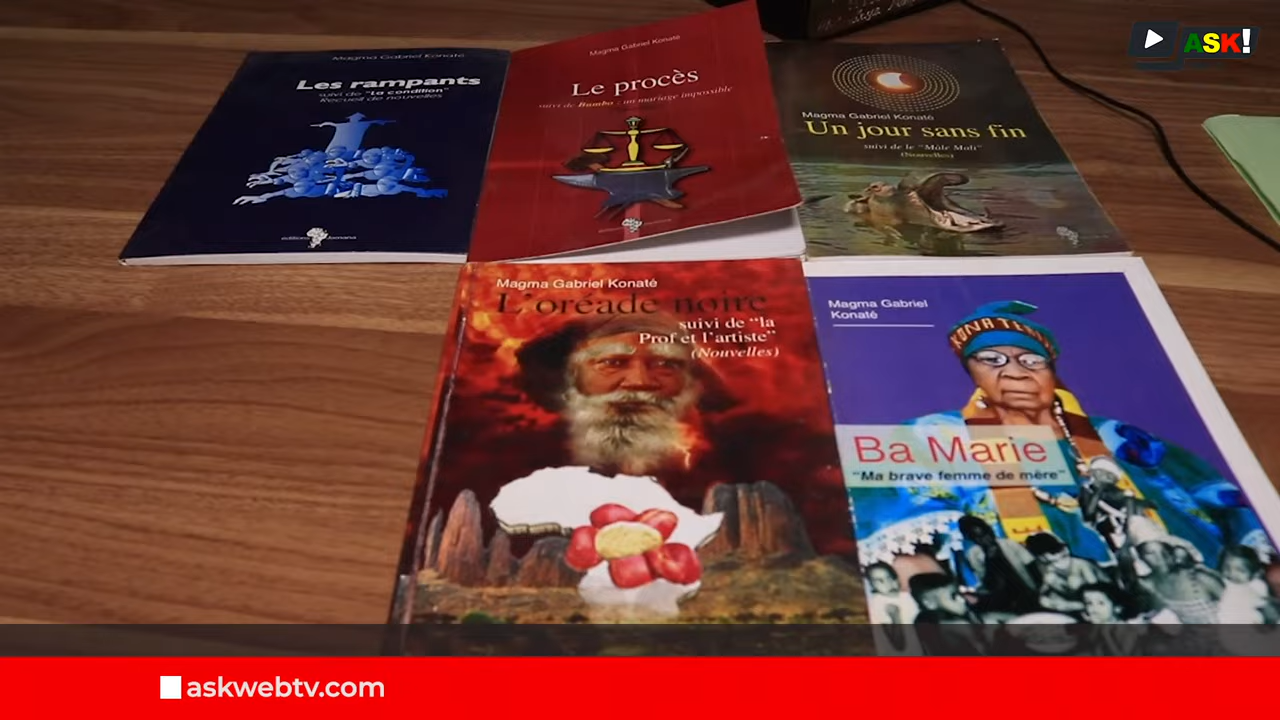 ASK!
Magma Gabriel Konaté
Les rampants
suivi de "La condition"
Recueil de nouvelles
Magma Gabriel Konaté
Le procès
suivi de Bambo : un mariage impossible
Magma Gabriel Konaté
Un jour sans fin
suivi de le "Mâle Mali"
(Nouvelles)
Magma Gabriel Konaté
L'oréade noire
suivi de "la
Prof et l'artiste"
(Nouvelles)
Magma Gabriel
Konaté
Ba Marie
"Ma brave femme de mère"
askwebtv.com